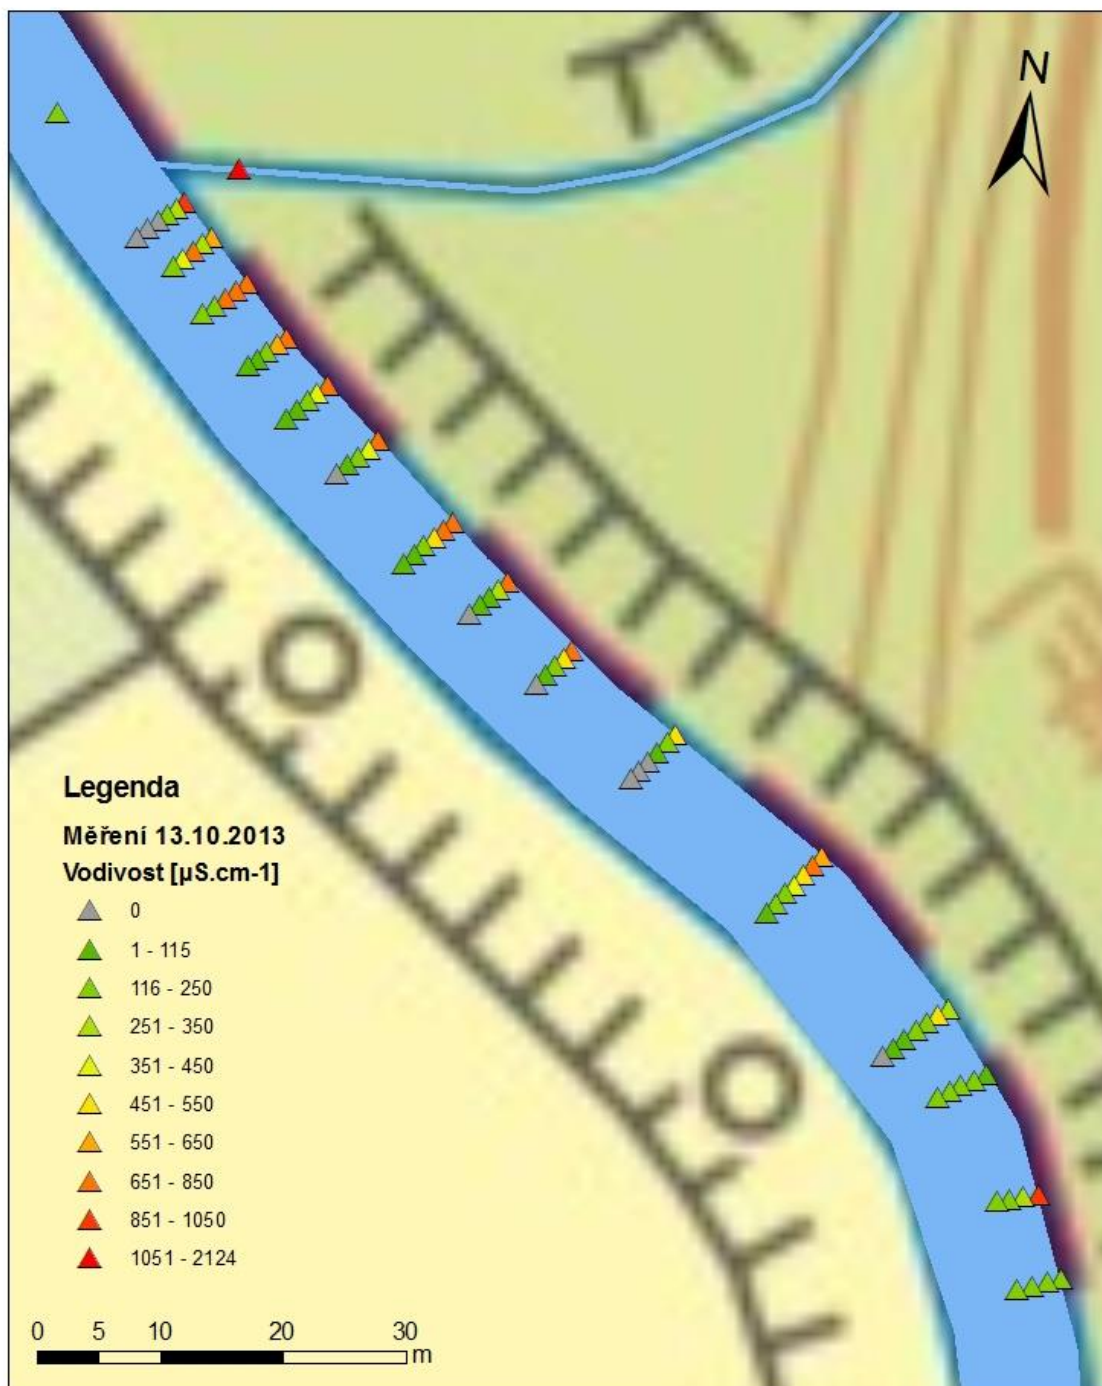 N
Legenda
Měření 13.10.2013
Vodivost [µS.cm-1]
0
1 - 115
116 - 250
251 - 350
351 - 450
451 - 550
551 - 650
651 - 850
851 - 1050
1051 - 2124
0 5 10 20 30
m